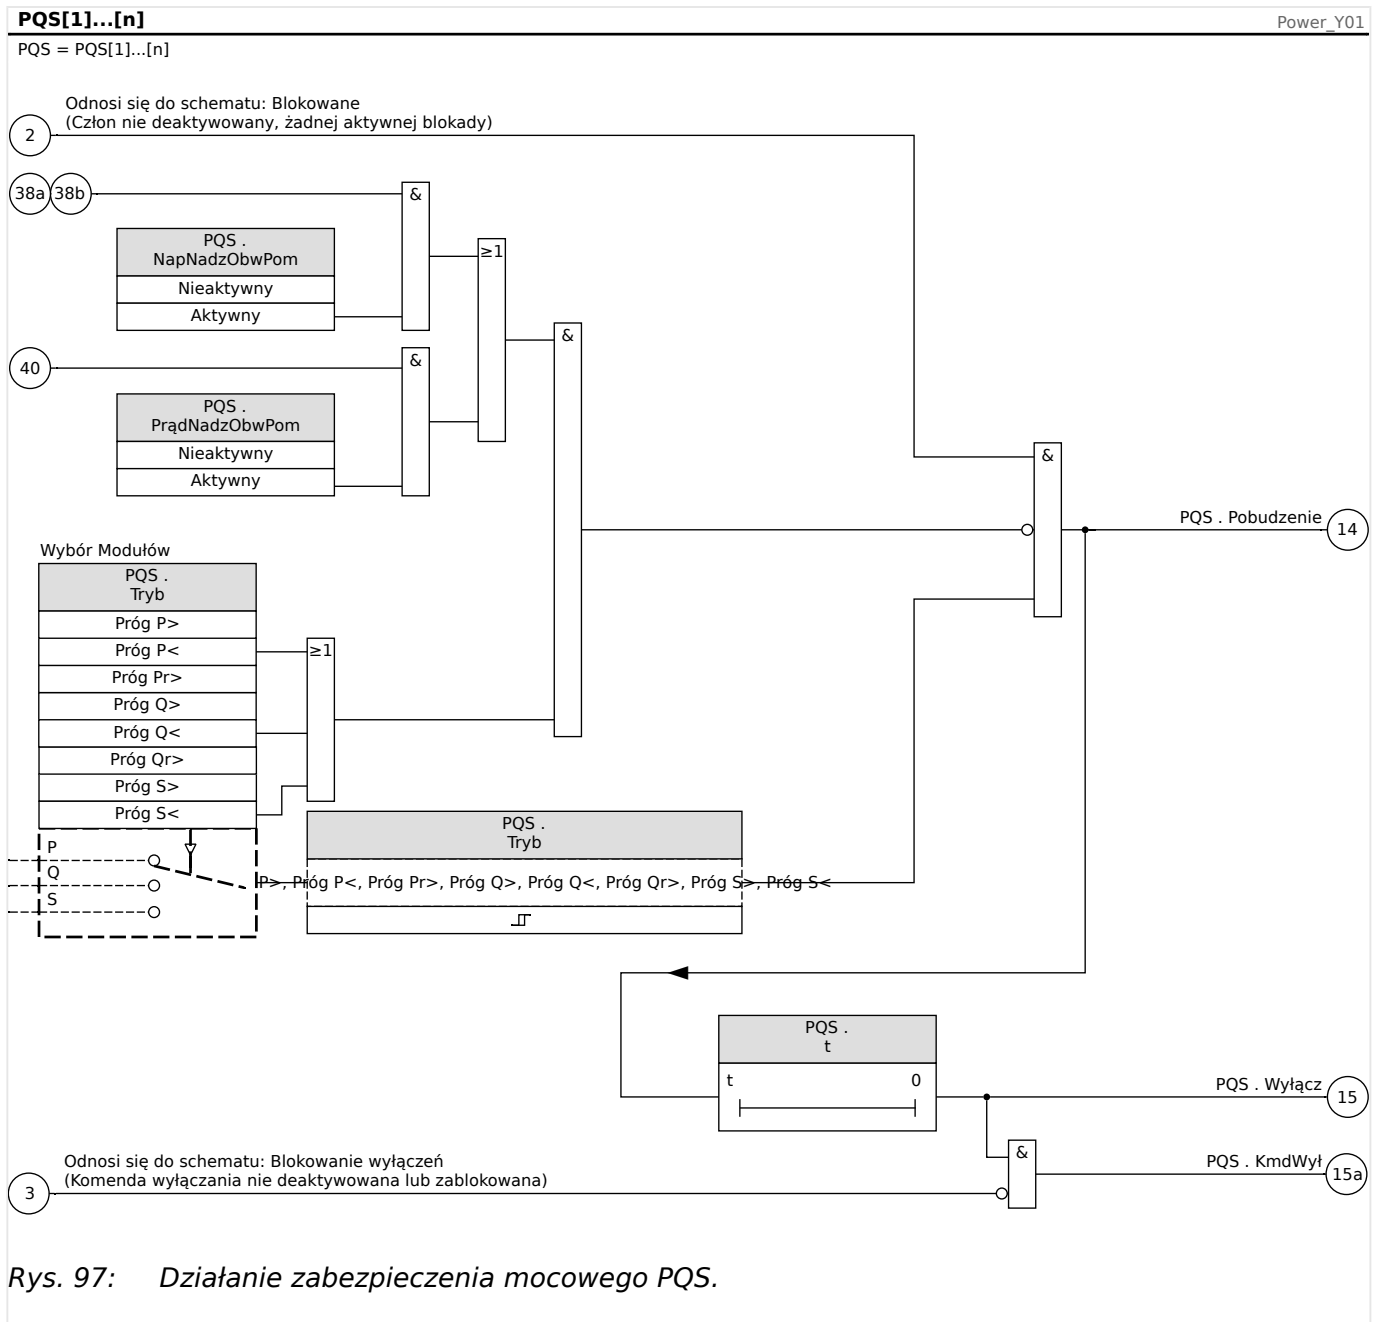 PQS[1]...[n]
Power_Y01
PQS = PQS[1]...[n]
Odnosi się do schematu: Blokowane
(Człon nie deaktywowany, żadnej aktywnej blokady)
2
38a 38b
&
PQS .
NapNadzObwPom
Nieaktywny
Aktywny
≥1
&
40
&
PQS .
PrądNadzObwPom
Nieaktywny
Aktywny
&
PQS . Pobudzenie
14
Wybór Modułów
PQS .
Tryb
Próg P>
Próg P<
Próg Pr>
Próg Q>
Próg Q<
Próg Qr>
Próg S>
Próg S<
≥1
P
Q
S
PQS .
Tryb
P>, Próg P<, Próg Pr>, Próg Q>, Próg Q<, Próg Qr>, Próg S>, Próg S<
PQS .
t
t 0
PQS . Wyłącz
15
&
PQS . KmdWył
15a
Odnosi się do schematu: Blokowanie wyłączeń
(Komenda wyłączania nie deaktywowana lub zablokowana)
3
Rys. 97: Działanie zabezpieczenia mocowego PQS.